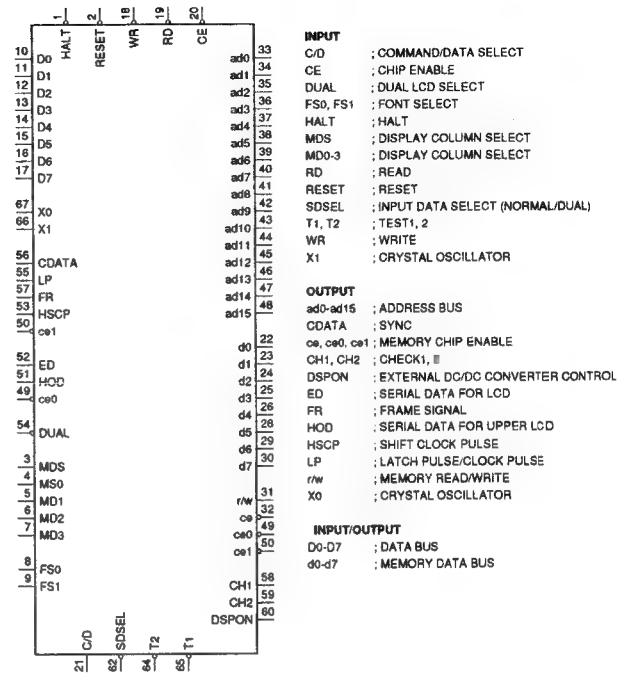 1 2 18 19 20
HALT RESET WR RD CE
10 D0
11 D1
12 D2
13 D3
14 D4
15 D5
16 D6
17 D7
67 X0
66 X1
56 CDATA
55 LP
57 FR
53 HSCP
50 ce1
52 ED
51 HOD
49 ce0
54 DUAL
3 MDS
4 MS0
5 MD1
6 MD2
7 MD3
8 FS0
9 FS1
ad0 33
ad1 34
ad2 35
ad3 36
ad4 37
ad5 38
ad6 39
ad7 40
ad8 41
ad9 42
ad10 43
ad11 44
ad12 45
ad13 46
ad14 47
ad15 48
d0 22
d1 23
d2 24
d3 25
d4 26
d5 28
d6 29
d7 30
r/w 31
ce 32
ce0 49
ce1 50
CH1 58
CH2 59
DSPON 60
C/D SDSEL T2 T1
21 62 64 65
INPUT
C/D ; COMMAND/DATA SELECT
CE ; CHIP ENABLE
DUAL ; DUAL LCD SELECT
FS0, FS1 ; FONT SELECT
HALT ; HALT
MDS ; DISPLAY COLUMN SELECT
MD0-3 ; DISPLAY COLUMN SELECT
RD ; READ
RESET ; RESET
SDSEL ; INPUT DATA SELECT (NORMAL/DUAL)
T1, T2 ; TEST1, 2
WR ; WRITE
X1 ; CRYSTAL OSCILLATOR
OUTPUT
ad0-ad15 ; ADDRESS BUS
CDATA ; SYNC
ce, ce0, ce1 ; MEMORY CHIP ENABLE
CH1, CH2 ; CHECK1,
DSPON ; EXTERNAL DC/DC CONVERTER CONTROL
ED ; SERIAL DATA FOR LCD
FR ; FRAME SIGNAL
HOD ; SERIAL DATA FOR UPPER LCD
HSCP ; SHIFT CLOCK PULSE
LP ; LATCH PULSE/CLOCK PULSE
r/w ; MEMORY READ/WRITE
X0 ; CRYSTAL OSCILLATOR
INPUT/OUTPUT
D0-D7 ; DATA BUS
d0-d7 ; MEMORY DATA BUS